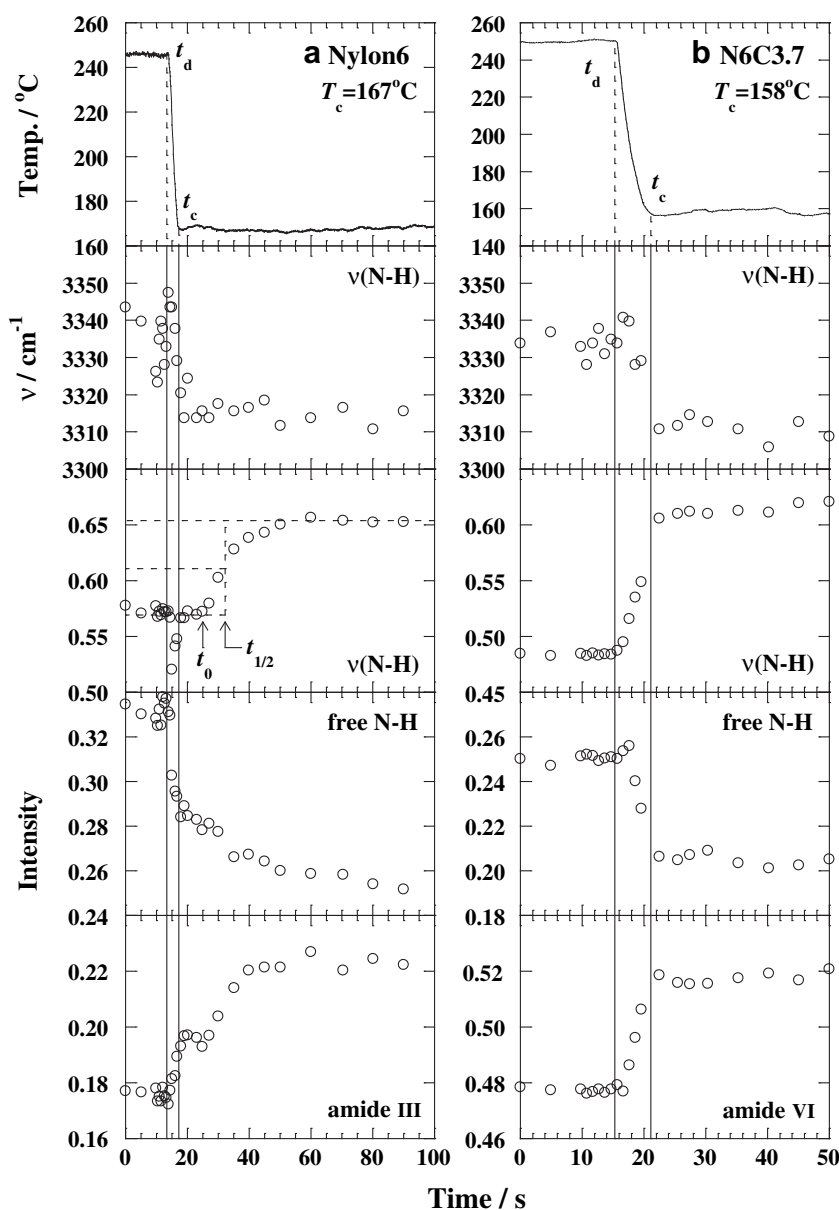 260
240
220
200
180
160
Temp. / °C
t_d
a Nylon6
T_c=167°C
t_c
260
240
220
200
180
160
140
b N6C3.7
t_d
T_c=158°C
t_c
3350
3340
3330
3320
3310
3300
ν / cm⁻¹
ν(N-H)
3350
3340
3330
3320
3310
3300
ν(N-H)
0.65
0.60
0.55
0.50
t_0
t_1/2
ν(N-H)
0.60
0.55
0.50
0.45
ν(N-H)
Intensity
0.32
0.28
0.26
0.24
free N-H
0.26
0.24
0.22
0.20
0.18
free N-H
0.22
0.20
0.18
0.16
amide III
0.52
0.50
0.48
0.46
amide VI
0 20 40 60 80 100
0 10 20 30 40 50
Time / s